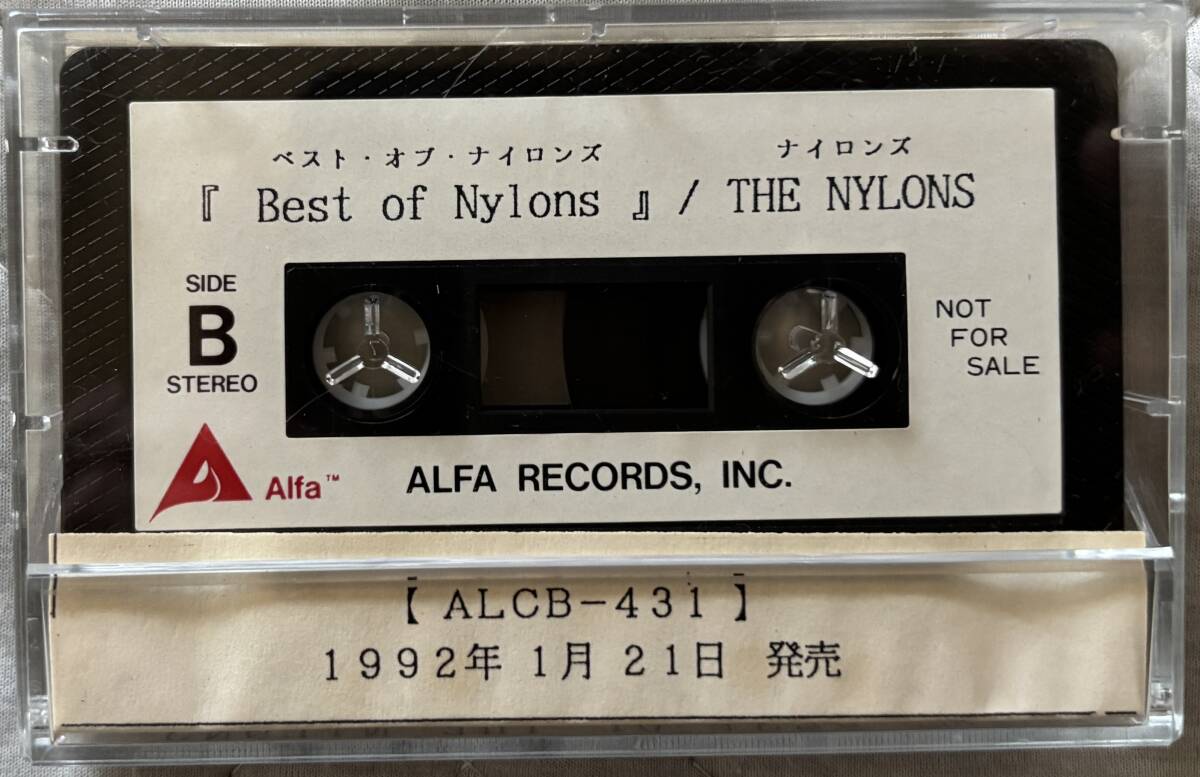 ベスト・オブ・ナイロンズ ナイロンズ
『 Best of Nylons 』 / THE NYLONS
SIDE
B
STEREO
NOT
FOR
SALE
Alfa™
ALFA RECORDS, INC.
【 ALCB-431 】
1992年 1月 21日 発売